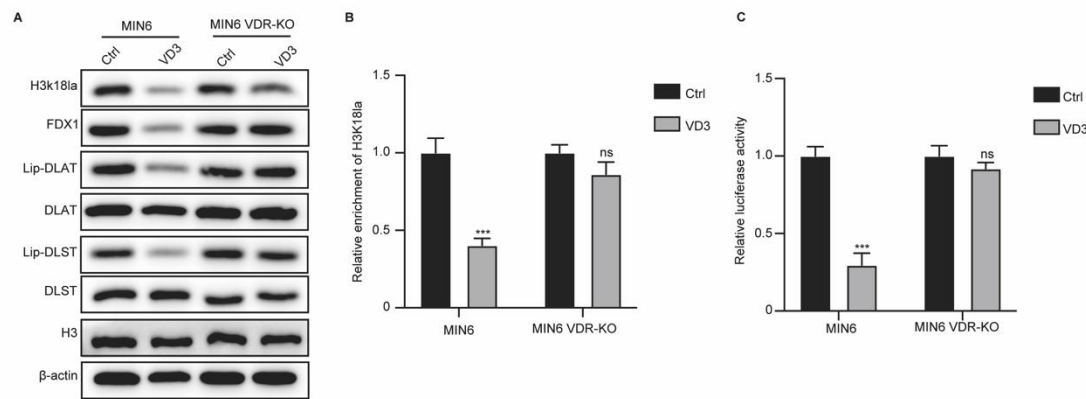 A
MIN6
MIN6 VDR-KO
Ctrl
VD3
Ctrl
VD3
H3k18la
FDX1
Lip-DLAT
DLAT
Lip-DLST
DLST
H3
β-actin
B
Relative enrichment of H3K18la
1.5
1.0
0.5
0
***
ns
MIN6
MIN6 VDR-KO
Ctrl
VD3
C
Relative luciferase activity
1.5
1.0
0.5
0
***
ns
MIN6
MIN6 VDR-KO
Ctrl
VD3